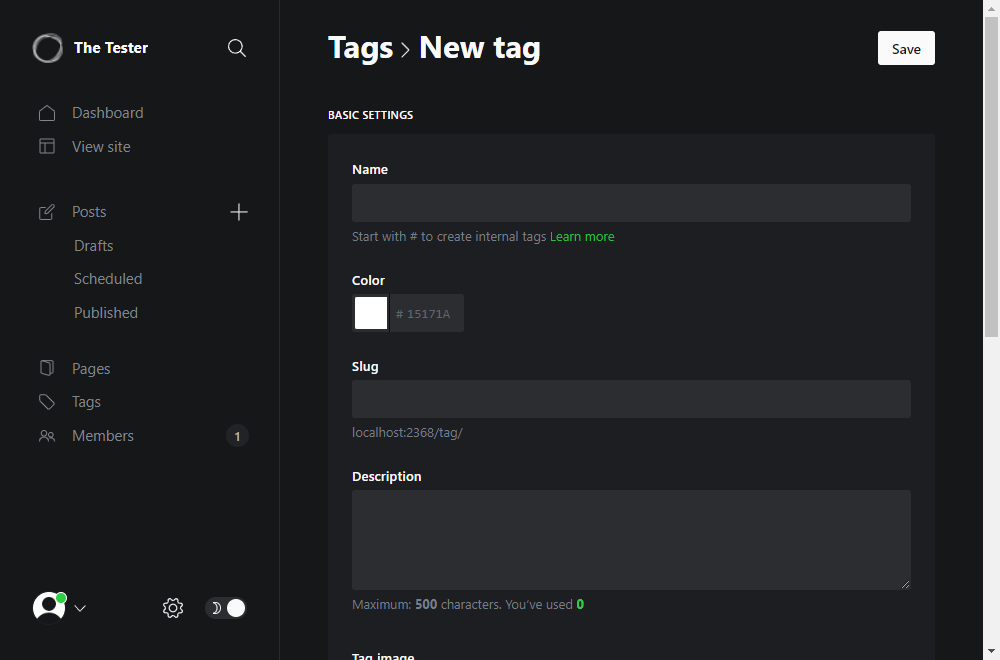 The Tester
Dashboard
View site
Posts
Drafts
Scheduled
Published
Pages
Tags
Members
1
Tags > New tag
Save
BASIC SETTINGS
Name
Start with # to create internal tags Learn more
Color
# 15171A
Slug
localhost:2368/tag/
Description
Maximum: 500 characters. You've used 0
Tag image